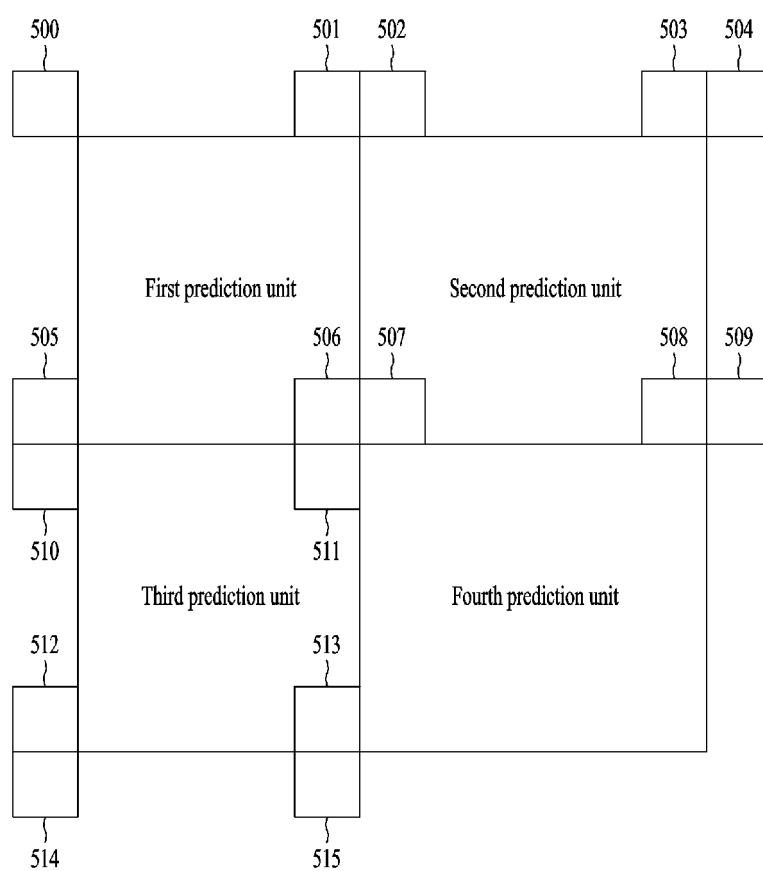 500 501 502 503 504
First prediction unit Second prediction unit
505 506 507 508 509
510 511
Third prediction unit Fourth prediction unit
512 513
514 515